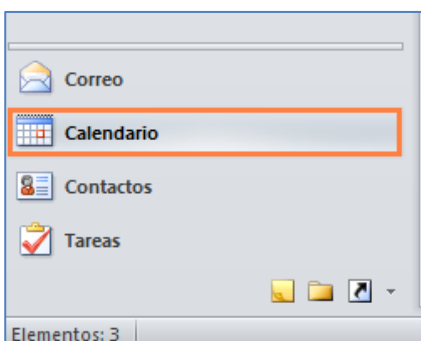 Correo
Calendario
Contactos
Tareas
Elementos: 3